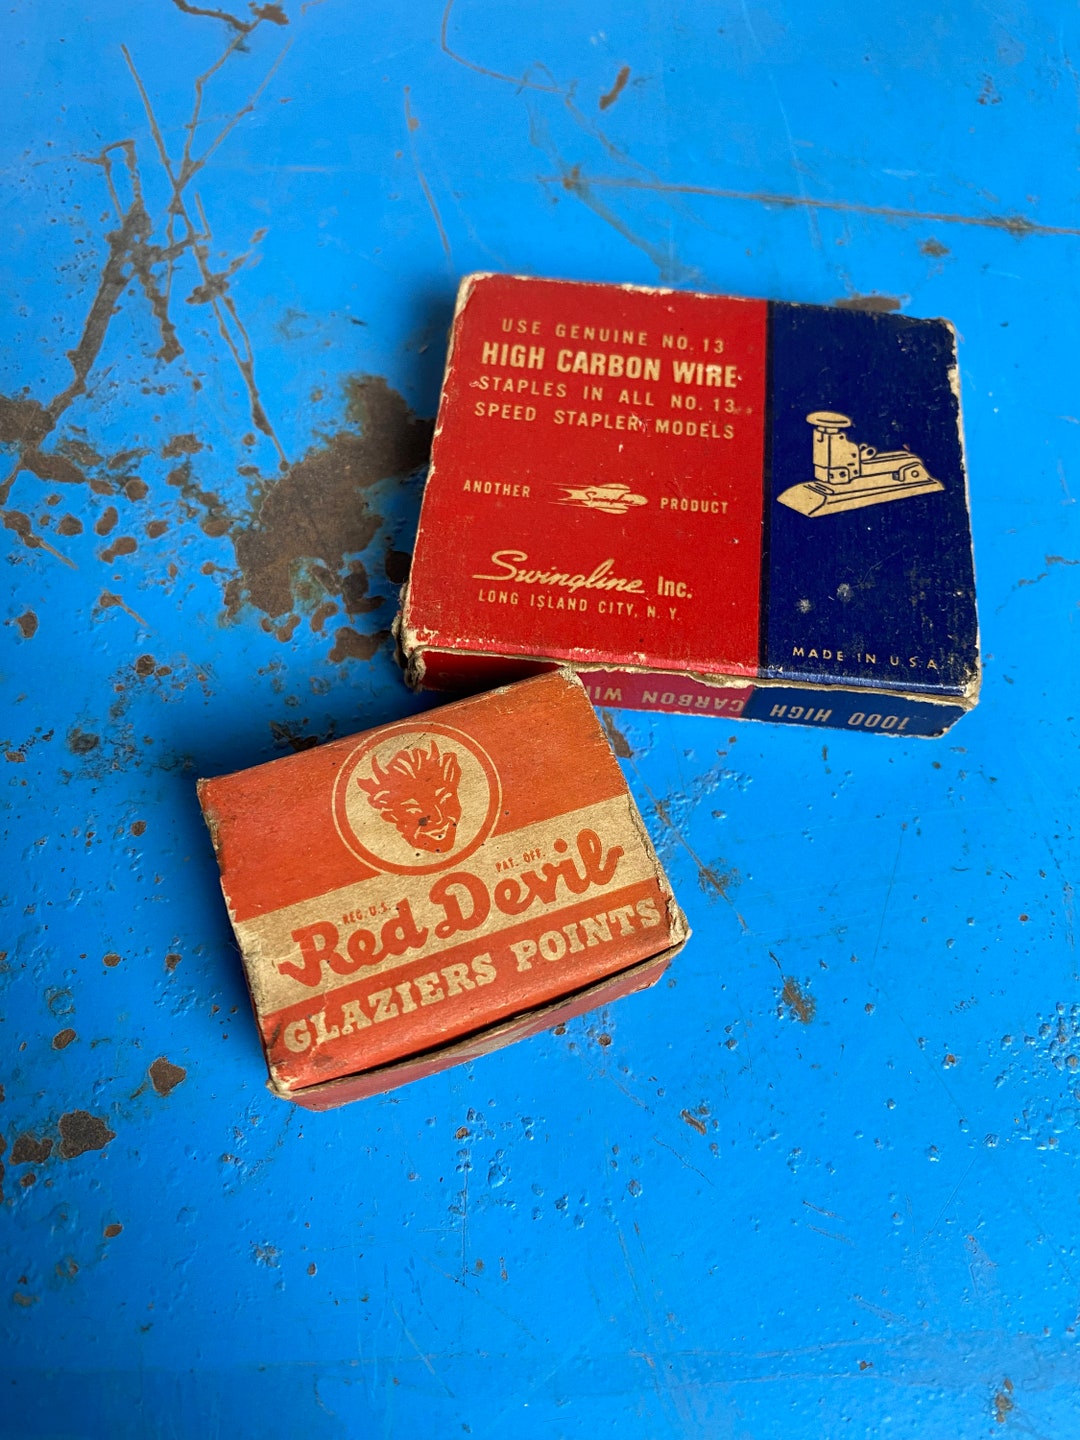 USE GENUINE NO. 13
HIGH CARBON WIRE
STAPLES IN ALL NO. 13
SPEED STAPLER MODELS
ANOTHER Swingline PRODUCT
Swingline Inc.
LONG ISLAND CITY, N. Y.
MADE IN U.S.A.
1000 HIGH CARBON
REG. U.S. PAT. OFF.
Red Devil
GLAZIERS POINTS